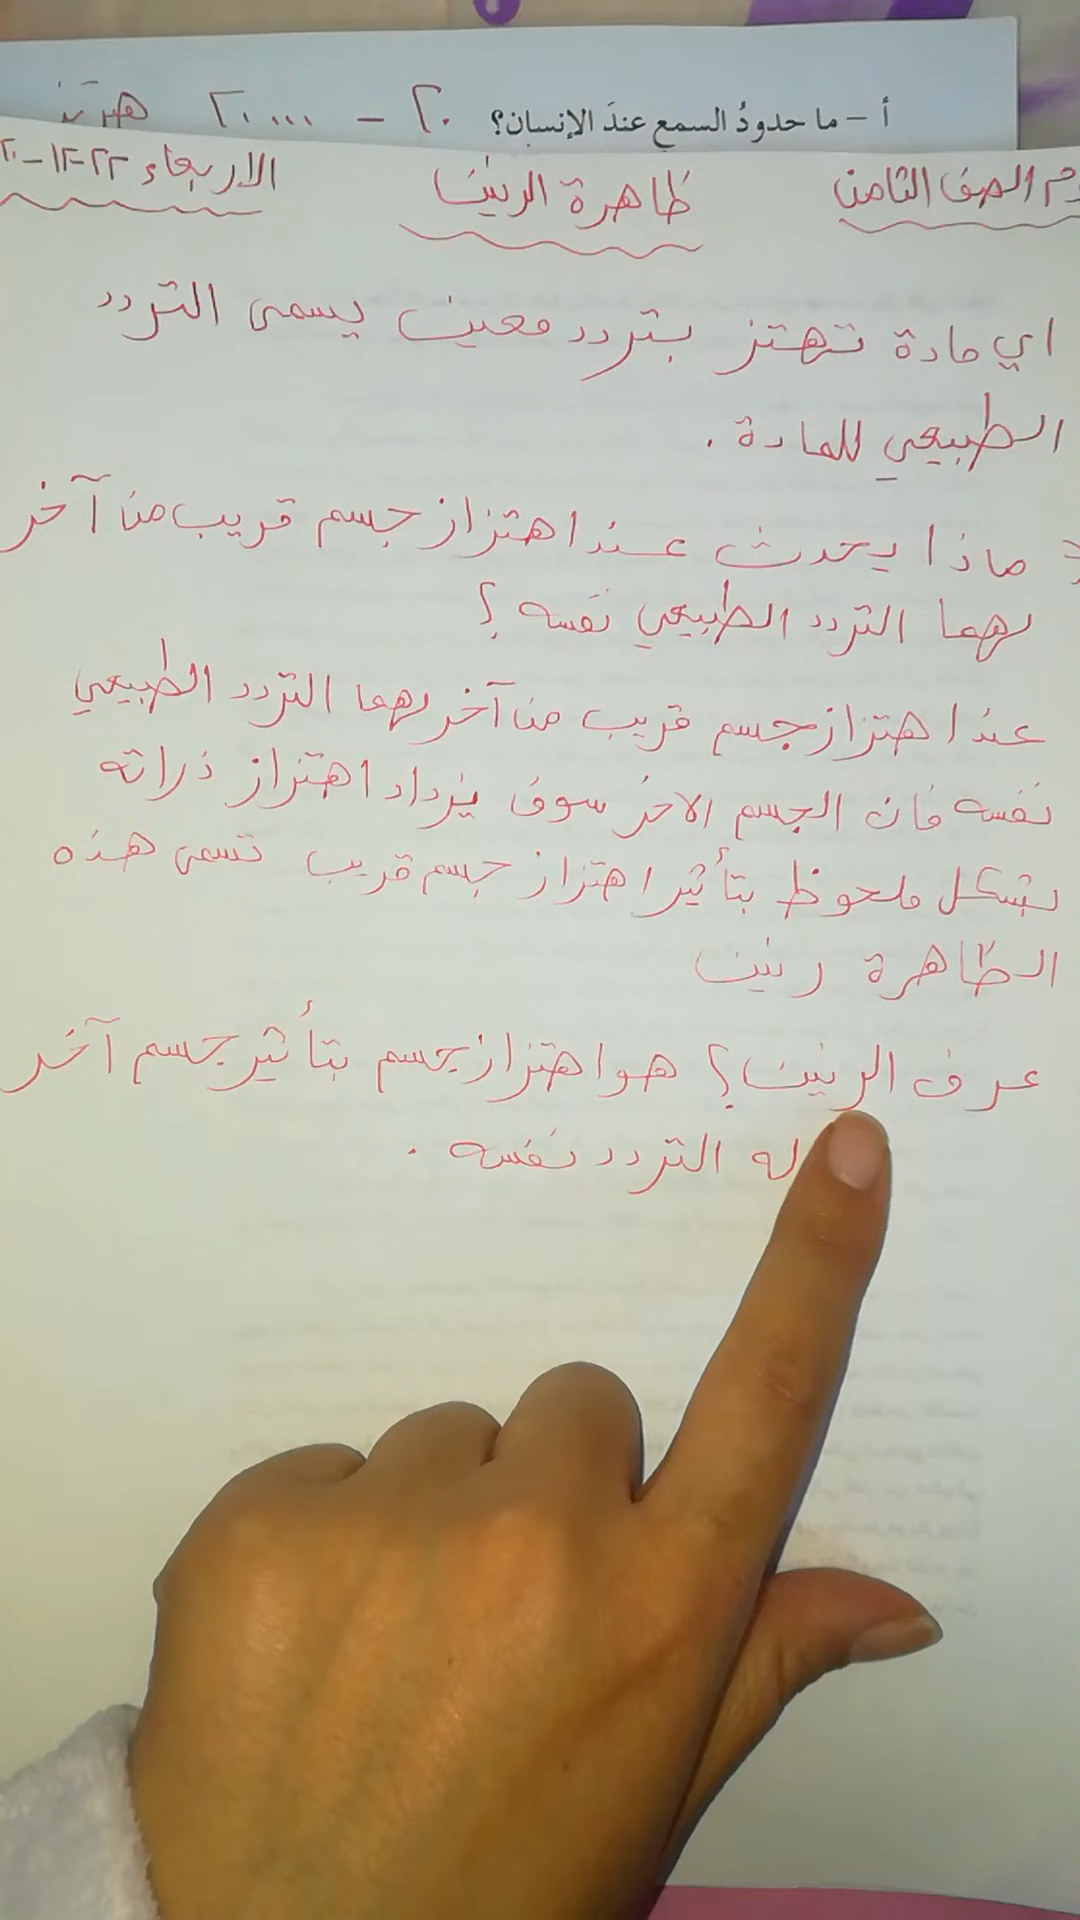 أ - ما حدودُ السمعِ عندَ الإنسان؟ ٢٠ - ٢٠٠٠٠ هيرتز
الصف الثامن
ظاهرة الرنين
الاربعاء ٢٣-١٢-٢٠
اي مادة تهتز بتردد معين يسمى التردد
الطبيعي للمادة .
ماذا يحدث عند اهتزاز جسم قريب من آخر
لهما التردد الطبيعي نفسه ؟
عند اهتزاز جسم قريب من آخر لهما التردد الطبيعي
نفسه فان الجسم الاخر سوف يزداد اهتزاز ذراته
بشكل ملحوظ بتأثير اهتزاز جسم قريب تسمى هذه
الظاهرة رنين
عرف الرنين ؟ هو اهتزاز جسم بتأثير جسم آخر
له التردد نفسه .